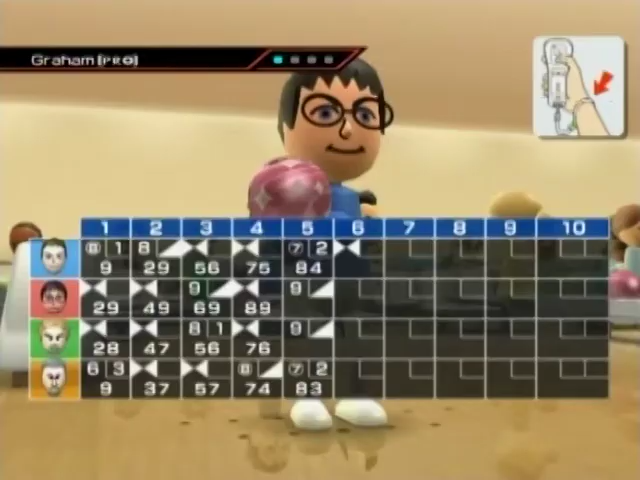 Graham [PRO]
1 2 3 4 5 6 7 8 9 10
8 1 8 7 2
9 29 56 75 84
9 9
29 49 69 89
8 1 9
28 47 56 76
6 3 8 7 2
9 37 57 74 83